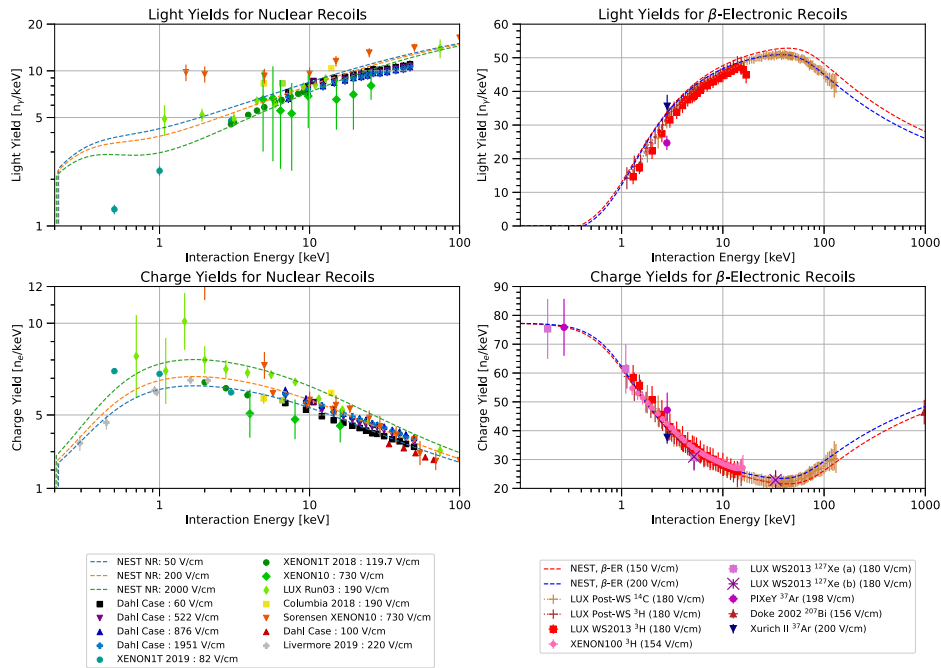 Light Yields for Nuclear Recoils
Light Yield [nγ/keV]
20
10
5
2
1
1
10
100
Interaction Energy [keV]
Light Yields for β-Electronic Recoils
Light Yield [nγ/keV]
60
50
40
30
20
10
0
1
10
100
1000
Interaction Energy [keV]
Charge Yields for Nuclear Recoils
Charge Yield [ne/keV]
12
10
5
1
1
10
100
Interaction Energy [keV]
Charge Yields for β-Electronic Recoils
Charge Yield [ne/keV]
90
80
70
60
50
40
30
20
1
10
100
1000
Interaction Energy [keV]
NEST NR: 50 V/cm
NEST NR: 200 V/cm
NEST NR: 2000 V/cm
Dahl Case : 60 V/cm
Dahl Case : 522 V/cm
Dahl Case : 876 V/cm
Dahl Case : 1951 V/cm
XENON1T 2019 : 82 V/cm
XENON1T 2018 : 119.7 V/cm
XENON10 : 730 V/cm
LUX Run03 : 190 V/cm
Columbia 2018 : 190 V/cm
Sorensen XENON10 : 730 V/cm
Dahl Case : 100 V/cm
Livermore 2019 : 220 V/cm
NEST, β-ER (150 V/cm)
NEST, β-ER (200 V/cm)
LUX Post-WS ¹⁴C (180 V/cm)
LUX Post-WS ³H (180 V/cm)
LUX WS2013 ³H (180 V/cm)
XENON100 ³H (154 V/cm)
LUX WS2013 ¹²⁷Xe (a) (180 V/cm)
LUX WS2013 ¹²⁷Xe (b) (180 V/cm)
PIXeY ³⁷Ar (198 V/cm)
Doke 2002 ²⁰⁷Bi (156 V/cm)
Xurich II ³⁷Ar (200 V/cm)